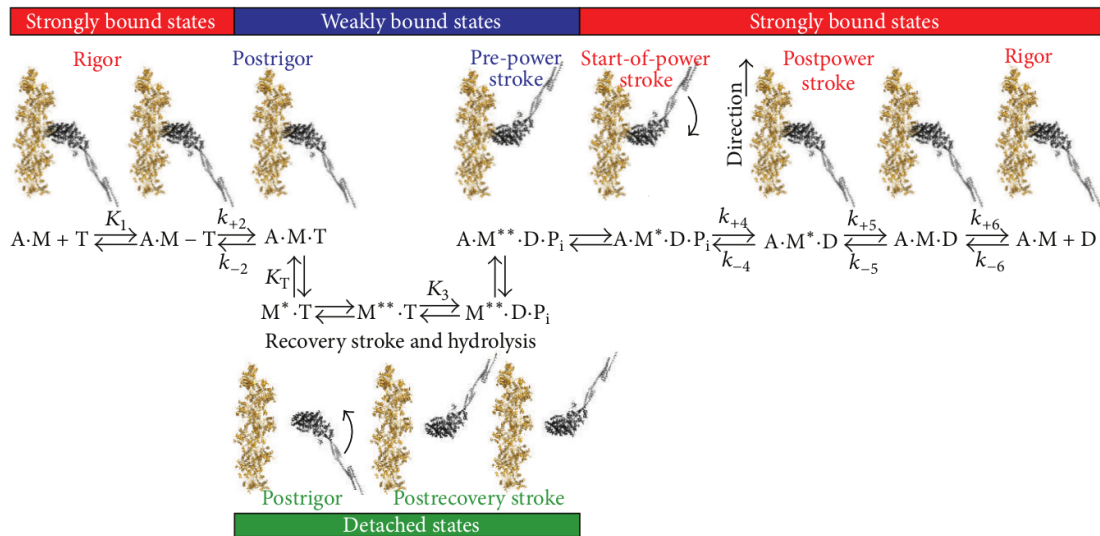 Strongly bound states
Weakly bound states
Strongly bound states
Rigor
Postrigor
Pre-power
stroke
Start-of-power
stroke
Direction
Postpower
stroke
Rigor
A·M + T K₁ A·M − T k₊₂ k₋₂ A·M·T
A·M**·D·Pᵢ A·M*·D·Pᵢ k₊₄ k₋₄ A·M*·D k₊₅ k₋₅ A·M·D k₊₆ k₋₆ A·M + D
K_T
M*·T M**·T K₃ M**·D·Pᵢ
Recovery stroke and hydrolysis
Postrigor
Postrecovery stroke
Detached states